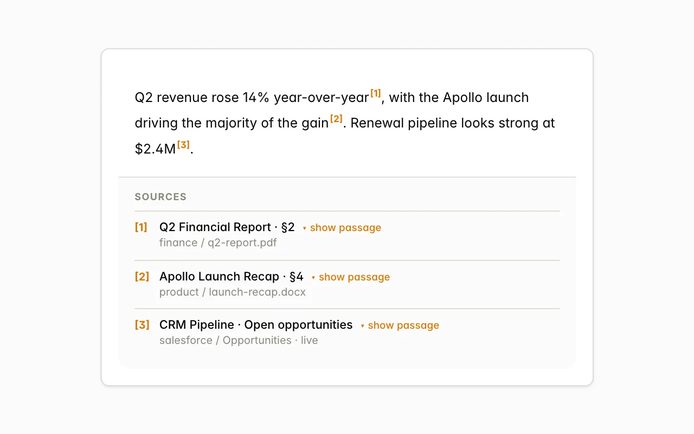 Q2 revenue rose 14% year-over-year[1], with the Apollo launch
driving the majority of the gain[2]. Renewal pipeline looks strong at
$2.4M[3].
SOURCES
[1] Q2 Financial Report · §2 • show passage
finance / q2-report.pdf
[2] Apollo Launch Recap · §4 • show passage
product / launch-recap.docx
[3] CRM Pipeline · Open opportunities • show passage
salesforce / Opportunities · live